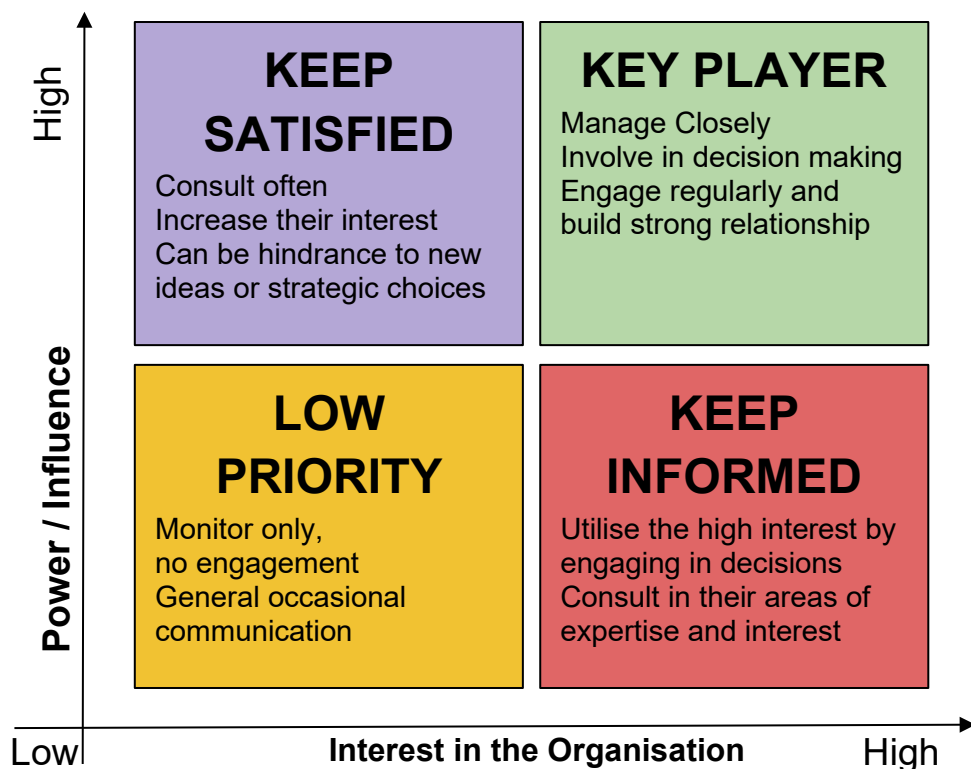 High
KEEP
SATISFIED
Consult often
Increase their interest
Can be hindrance to new
ideas or strategic choices
KEY PLAYER
Manage Closely
Involve in decision making
Engage regularly and
build strong relationship
Power / Influence
LOW
PRIORITY
Monitor only,
no engagement
General occasional
communication
KEEP
INFORMED
Utilise the high interest by
engaging in decisions
Consult in their areas of
expertise and interest
Low
Interest in the Organisation
High